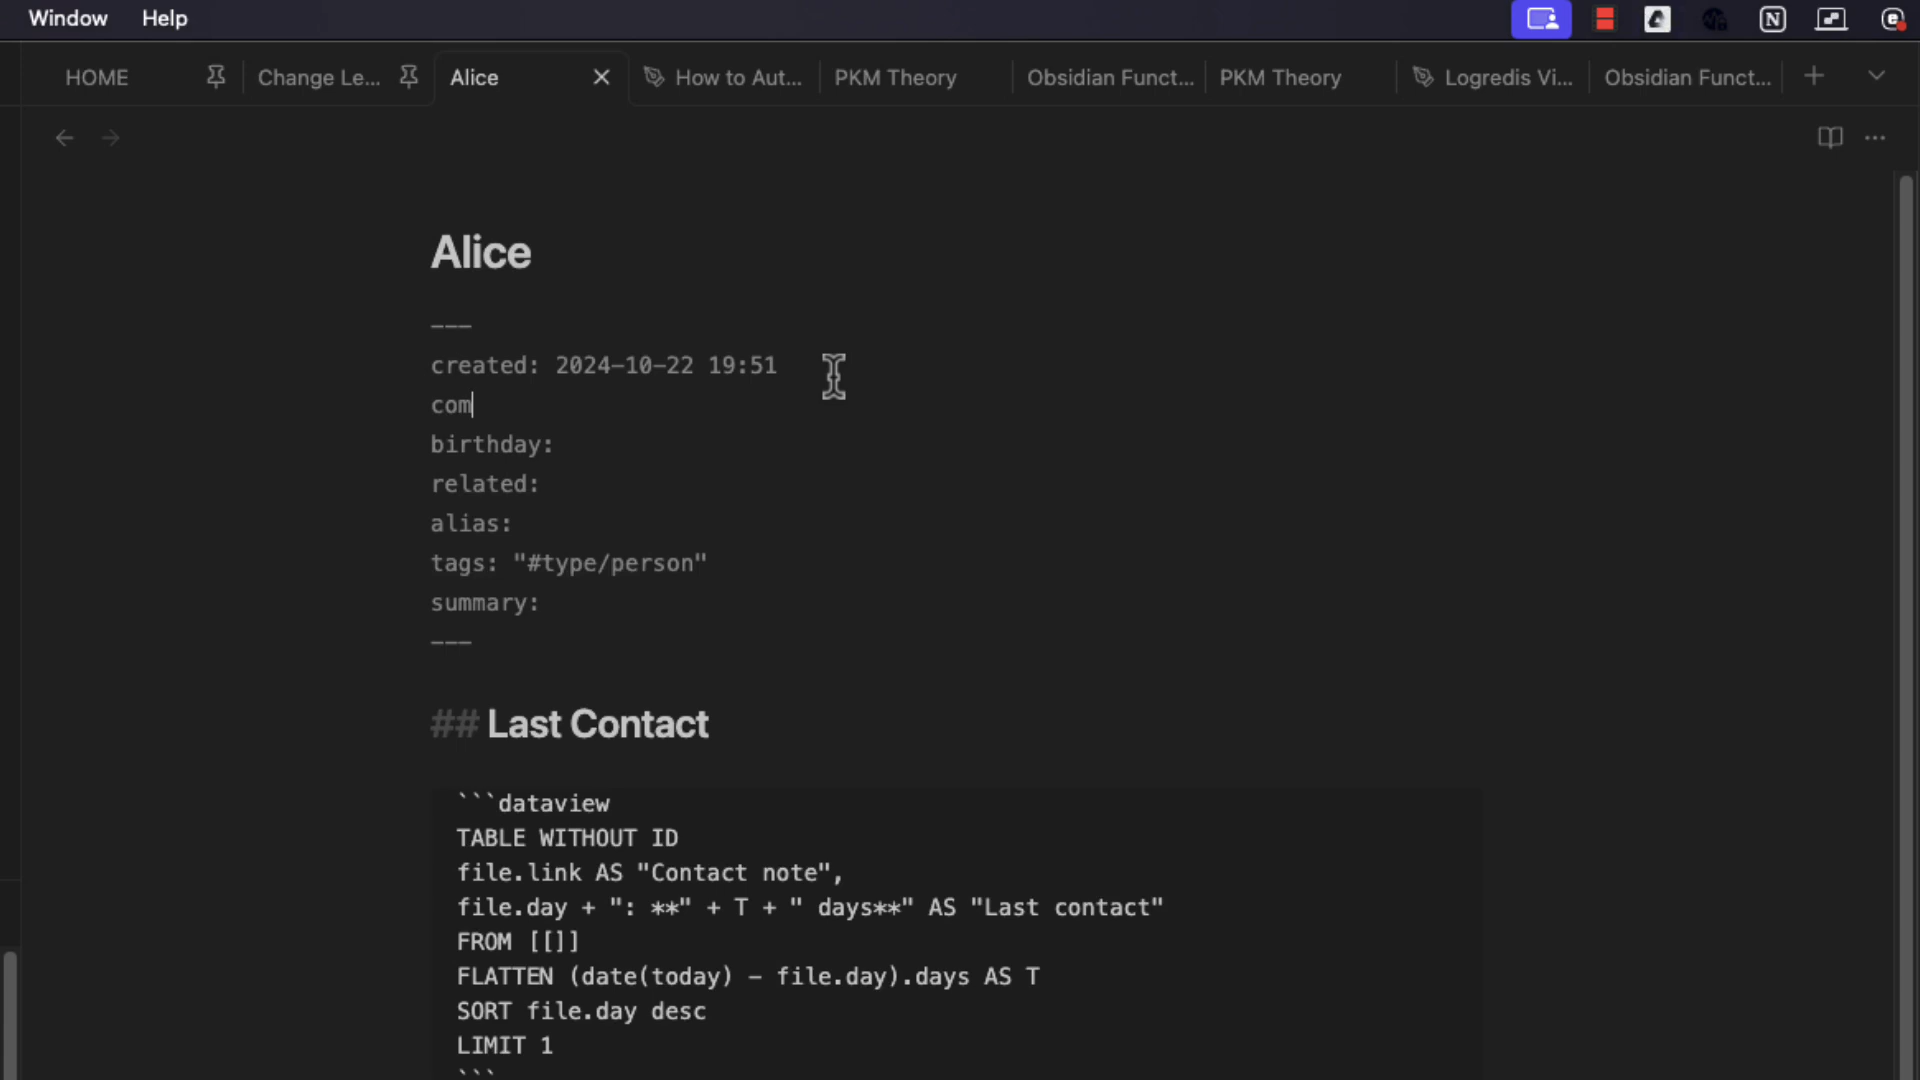 Window Help
HOME Change Le... Alice How to Aut... PKM Theory Obsidian Funct... PKM Theory Logredis Vi... Obsidian Funct...
Alice
---
created: 2024-10-22 19:51
com
birthday:
related:
alias:
tags: "#type/person"
summary:
---
## Last Contact
```dataview
TABLE WITHOUT ID
file.link AS "Contact note",
file.day + ": **" + T + " days**" AS "Last contact"
FROM [[]]
FLATTEN (date(today) - file.day).days AS T
SORT file.day desc
LIMIT 1
```